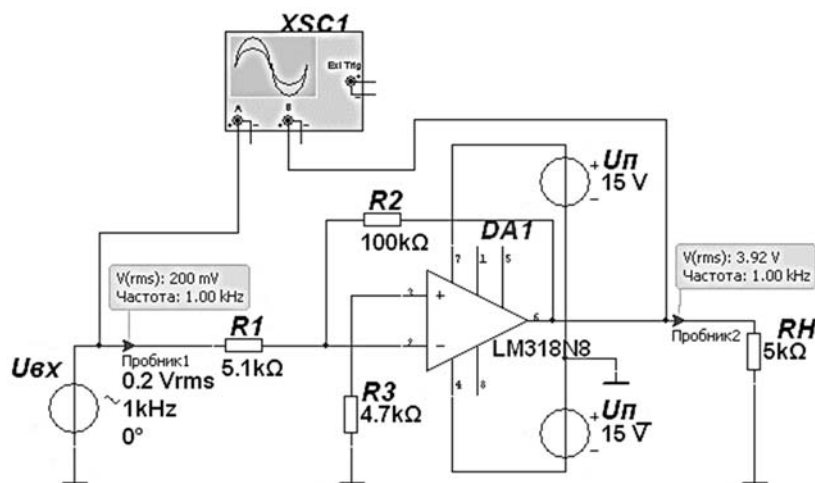 XSC1
Ext Trig
+
−
A
B
+ − + −
Uп
15 V
+
−
R2
100kΩ
DA1
7 1 5
V(rms): 200 mV
Частота: 1.00 kHz
V(rms): 3.92 V
Частота: 1.00 kHz
3
+
R1
6
Пробник1
Пробник2
RH
5kΩ
2
−
LM318N8
Uвх
0.2 Vrms
1kHz
0°
5.1kΩ
4 8
R3
4.7kΩ
Uп
15 V
+
−